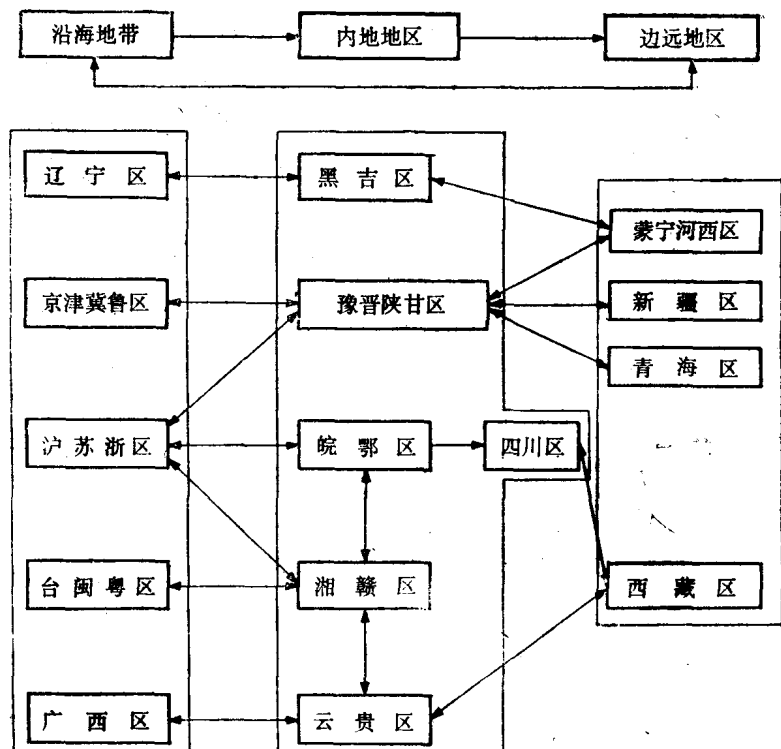 沿海地带
内地地区
边远地区
辽宁区
黑吉区
蒙宁河西区
京津冀鲁区
豫晋陕甘区
新疆区
青海区
沪苏浙区
皖鄂区
四川区
台闽粤区
湘赣区
西藏区
广西区
云贵区